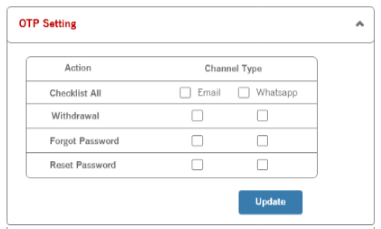 OTP Setting
Action Channel Type
Checklist All Email Whatsapp
Withdrawal
Forgot Password
Reset Password
Update